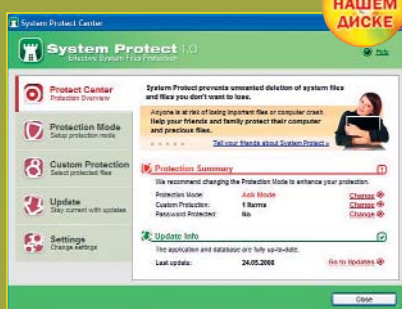 НАШЕМ
ДИСКЕ
System Protect Center
System Protect 1.0
Effective System Files Protection
Help
Protect Center
Protection Overview
System Protect prevents unwanted deletion of system files
and files you don't want to lose.
Anyone is at risk of losing important files or computer crash.
Help your friends and family protect their computer
and precious files.
Tell your friends about System Protect »
Protection Mode
Setup protection mode
Custom Protection
Select protected files
Update
Stay current with updates
Settings
Change settings
Protection Summary
We recommend changing the Protection Mode to enhance your protection.
Protection Mode: Ask Mode Change
Custom Protection: 1 Items Change
Password Protected: No Change
Update Info
The application and database are fully up-to-date.
Last update: 24.05.2008 Go to Updates
Close